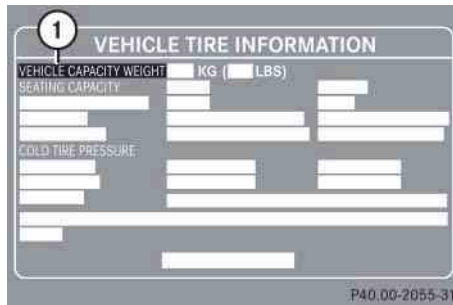 1
VEHICLE TIRE INFORMATION
VEHICLE CAPACITY WEIGHT KG ( LBS)
SEATING CAPACITY
COLD TIRE PRESSURE
P40.00-2055-31